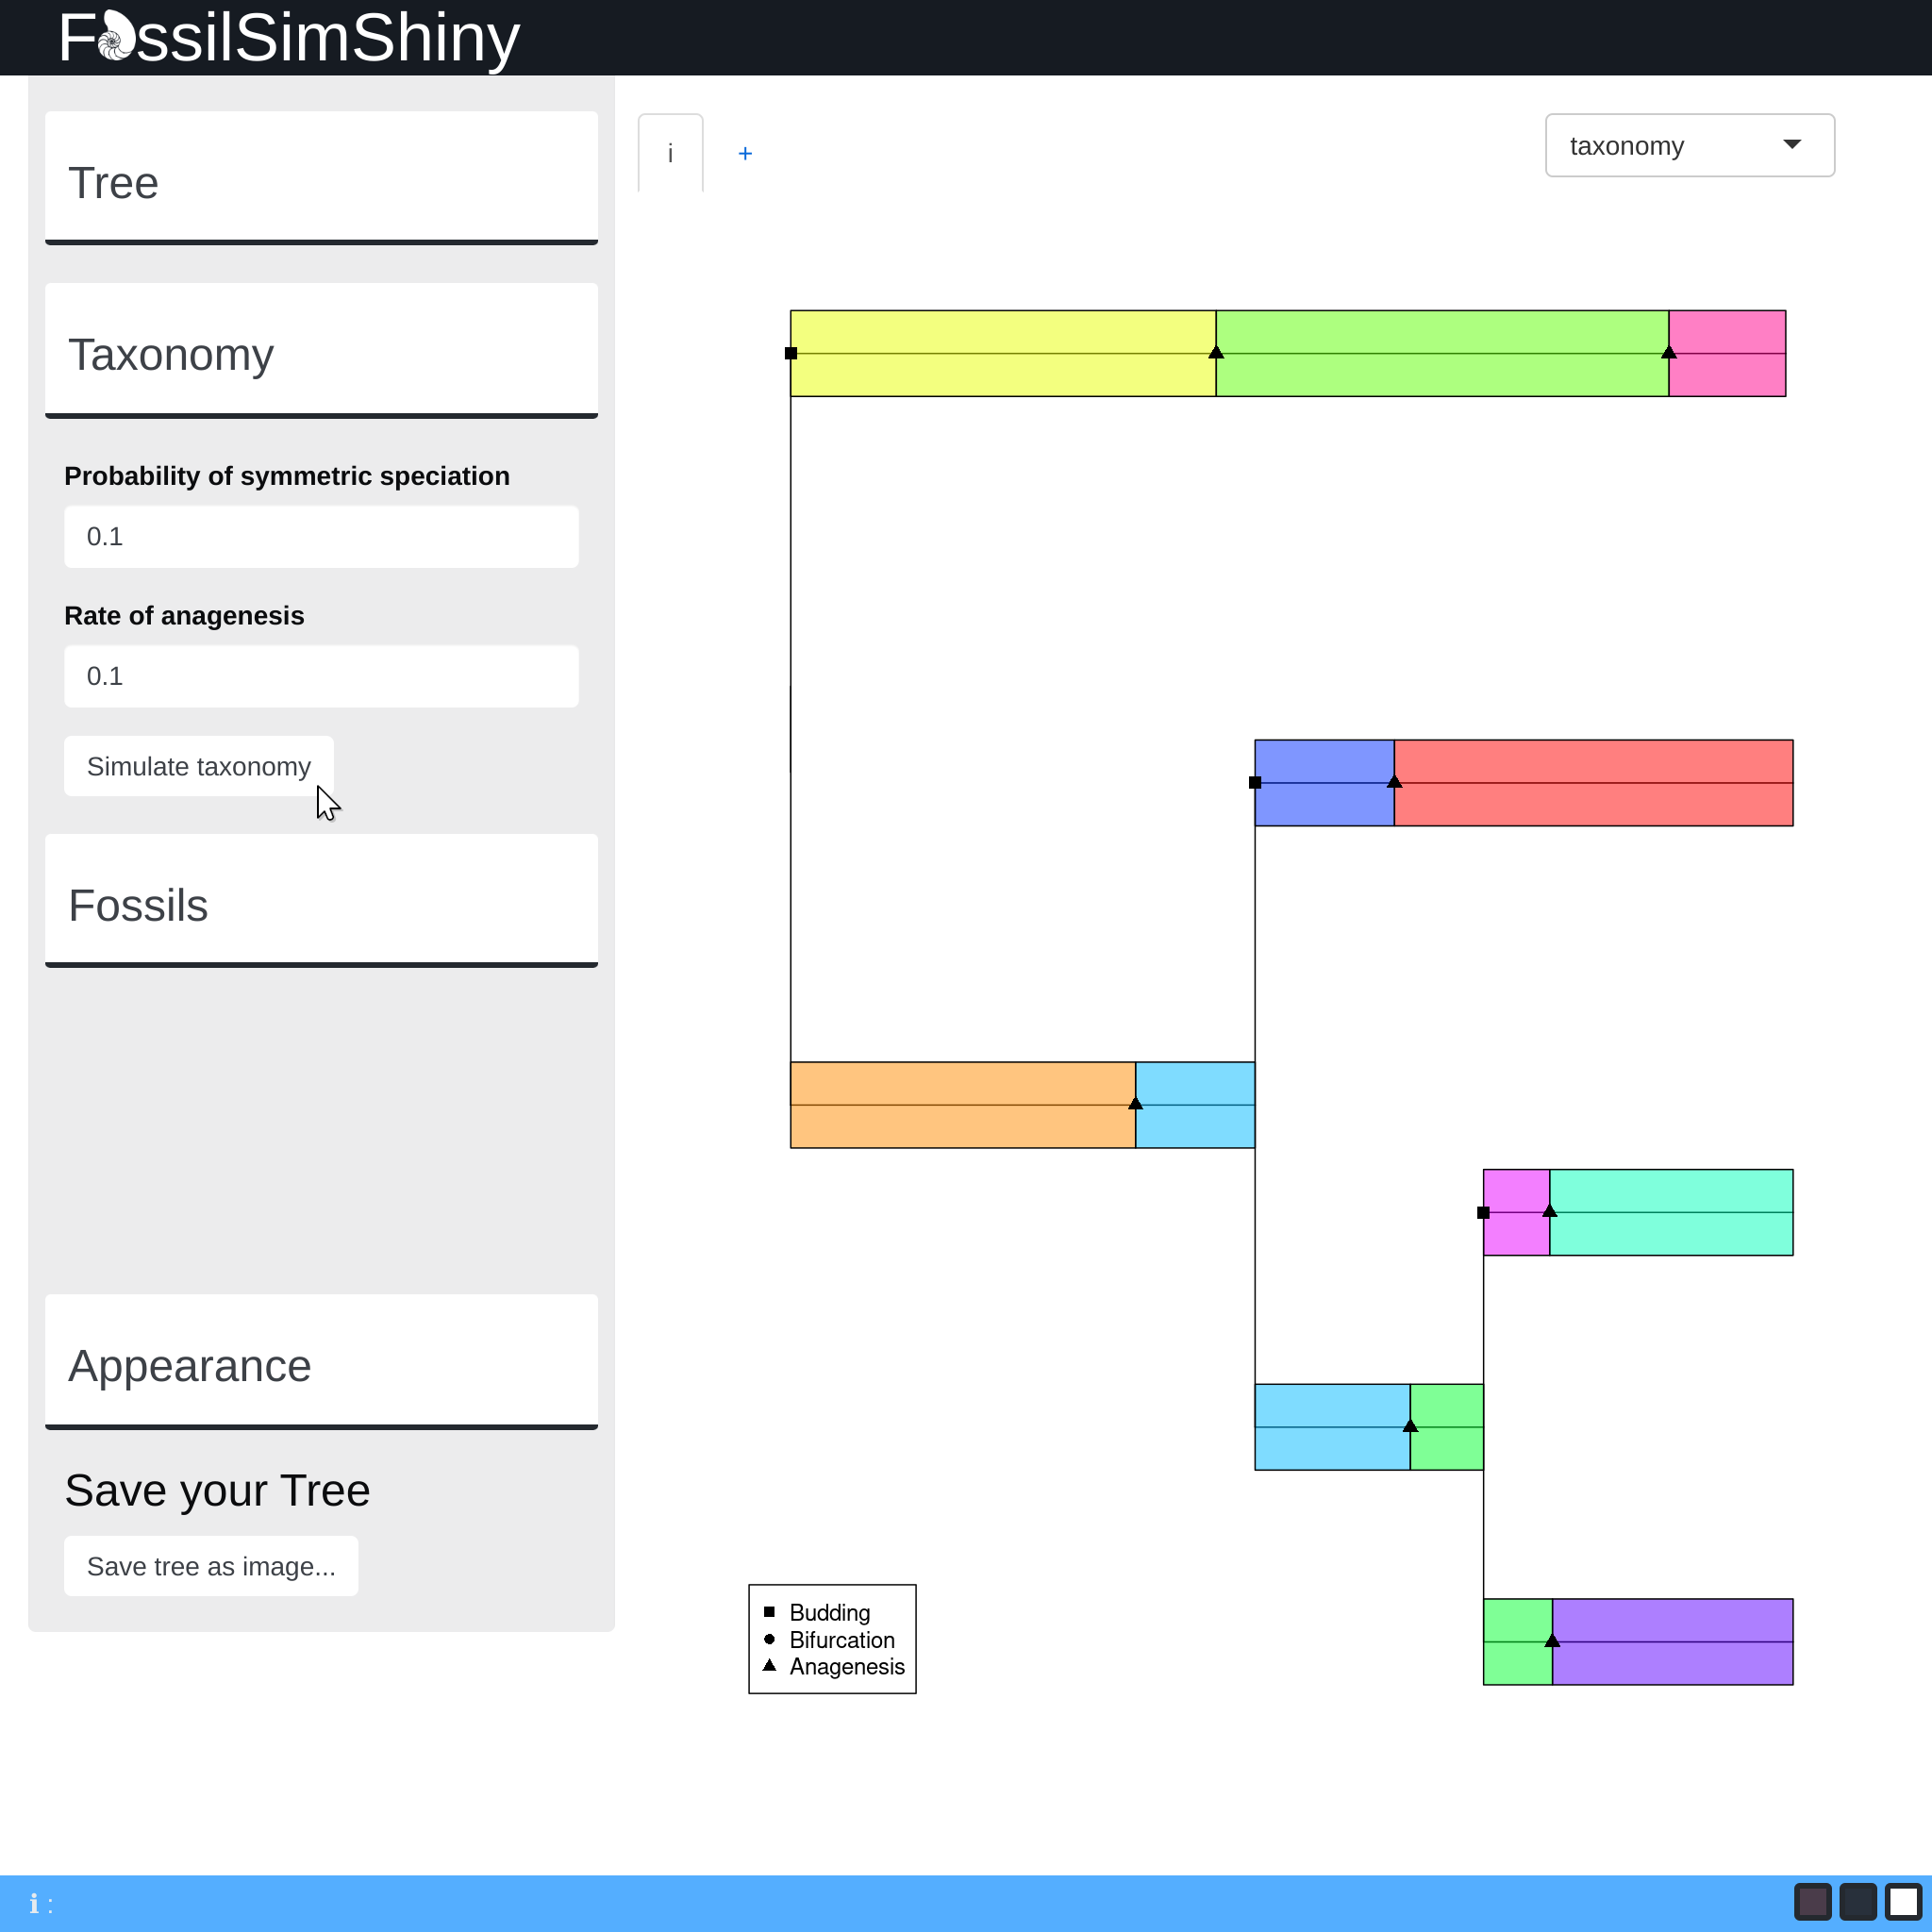 FossilSimShiny
Tree
Taxonomy
Probability of symmetric speciation
0.1
Rate of anagenesis
0.1
Simulate taxonomy
Fossils
Appearance
Save your Tree
Save tree as image...
i +
taxonomy
Budding
Bifurcation
Anagenesis
i :